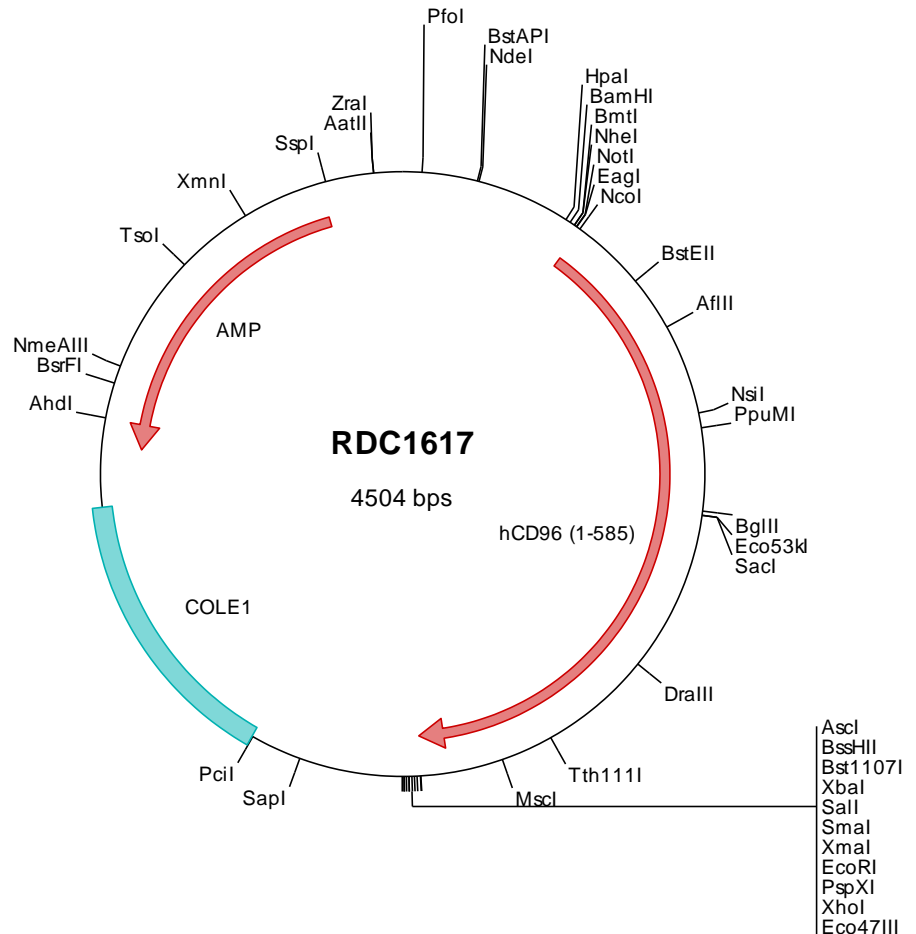 PfoI
BstAPI
NdeI
HpaI
BamHI
BmtI
NheI
NotI
EagI
NcoI
ZraI
AatII
SspI
XmnI
TsoI
BstEII
AflII
AMP
NmeAIII
BsrFI
AhdI
NsiI
PpuMI
RDC1617
4504 bps
hCD96 (1-585)
BglII
Eco53kI
SacI
COLE1
DraIII
PciI
SapI
MscI
Tth111I
AscI
BssHII
Bst1107I
XbaI
SalI
SmaI
XmaI
EcoRI
PspXI
XhoI
Eco47III